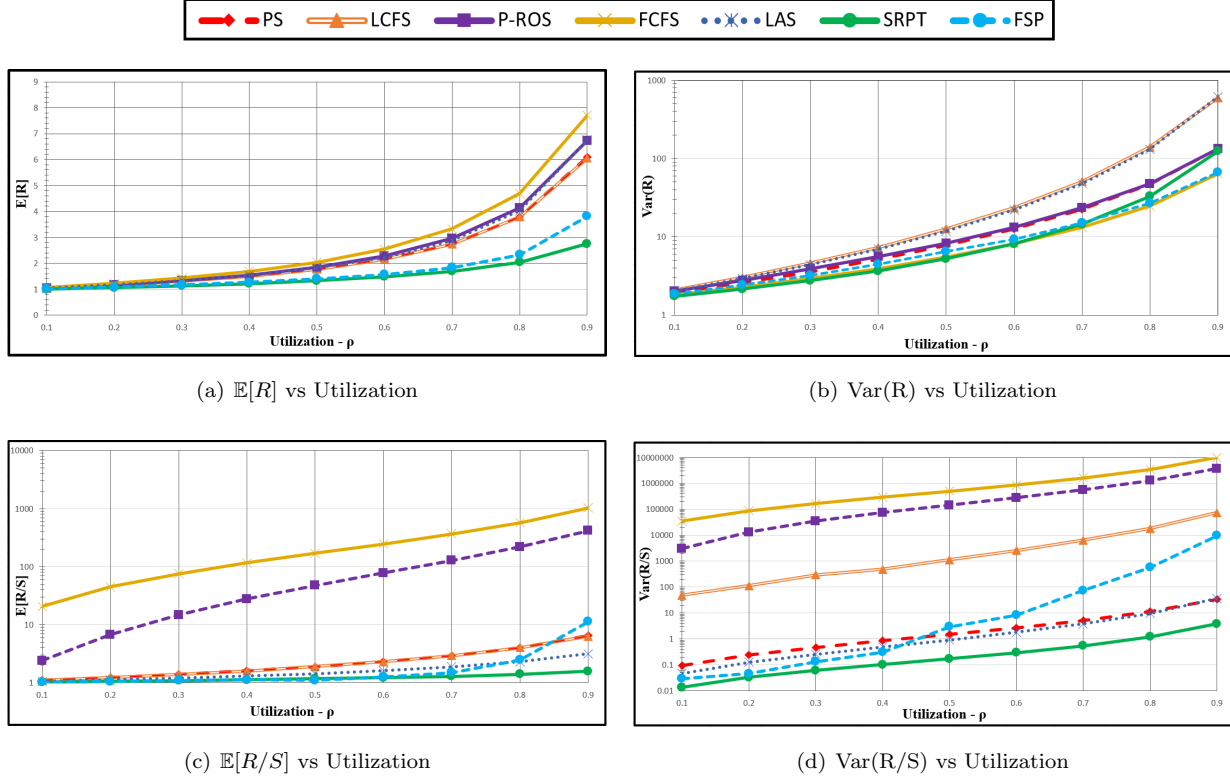 PS LCFS P-ROS FCFS LAS SRPT FSP
E[R]
9
8
7
6
5
4
3
2
1
0
0.1 0.2 0.3 0.4 0.5 0.6 0.7 0.8 0.9
Utilization - ρ
(a) 𝔼[R] vs Utilization
Var(R)
1000
100
10
1
0.1 0.2 0.3 0.4 0.5 0.6 0.7 0.8 0.9
Utilization - ρ
(b) Var(R) vs Utilization
E[R/S]
10000
1000
100
10
1
0.1 0.2 0.3 0.4 0.5 0.6 0.7 0.8 0.9
Utilization - ρ
(c) 𝔼[R/S] vs Utilization
Var(R/S)
10000000
1000000
100000
10000
1000
100
10
1
0.1
0.01
0.1 0.2 0.3 0.4 0.5 0.6 0.7 0.8 0.9
Utilization - ρ
(d) Var(R/S) vs Utilization